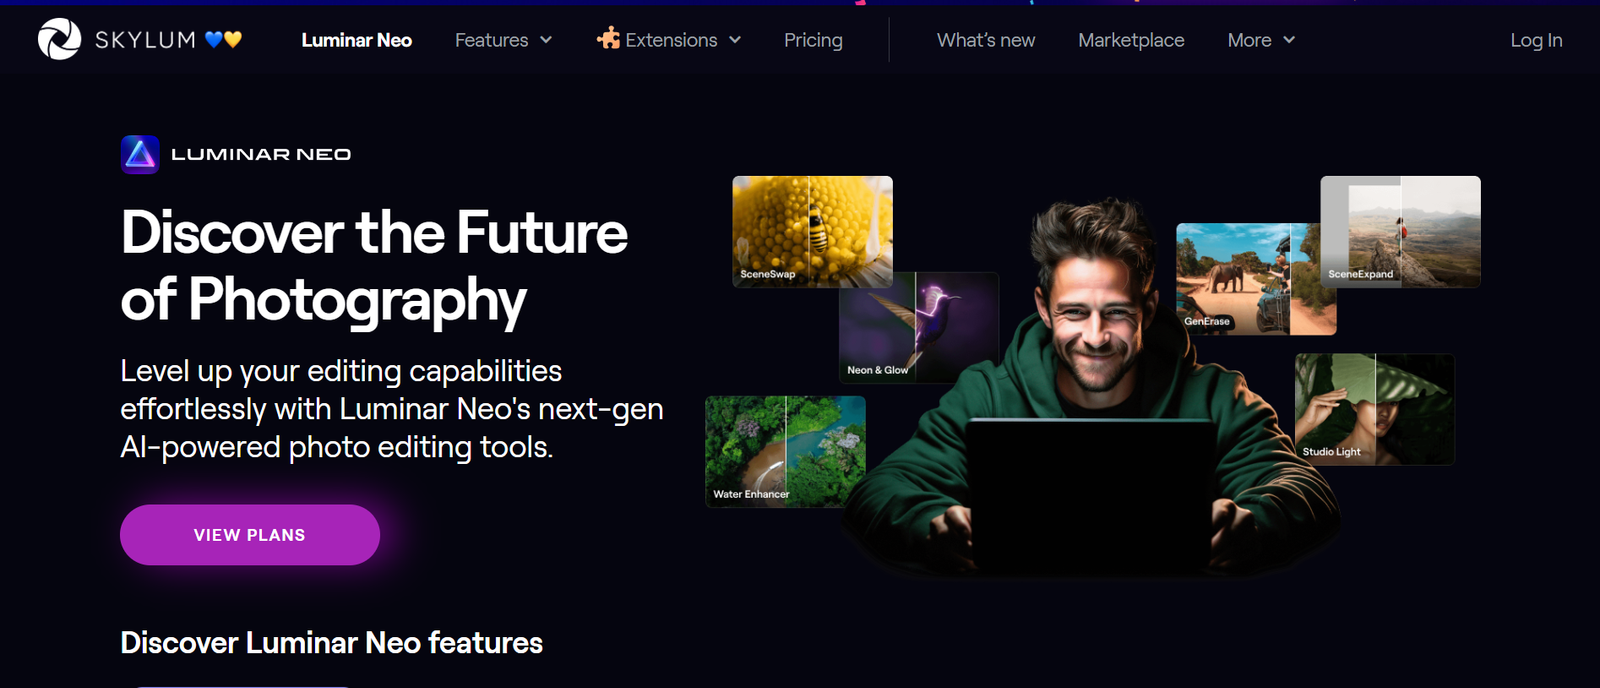 SKYLUM 💙💛
Luminar Neo
Features
Extensions
Pricing
What's new
Marketplace
More
Log In
LUMINAR NEO
Discover the Future
of Photography
Level up your editing capabilities
effortlessly with Luminar Neo's next-gen
AI-powered photo editing tools.
VIEW PLANS
SceneSwap
Neon & Glow
Water Enhancer
GenErase
SceneExpand
Studio Light
Discover Luminar Neo features